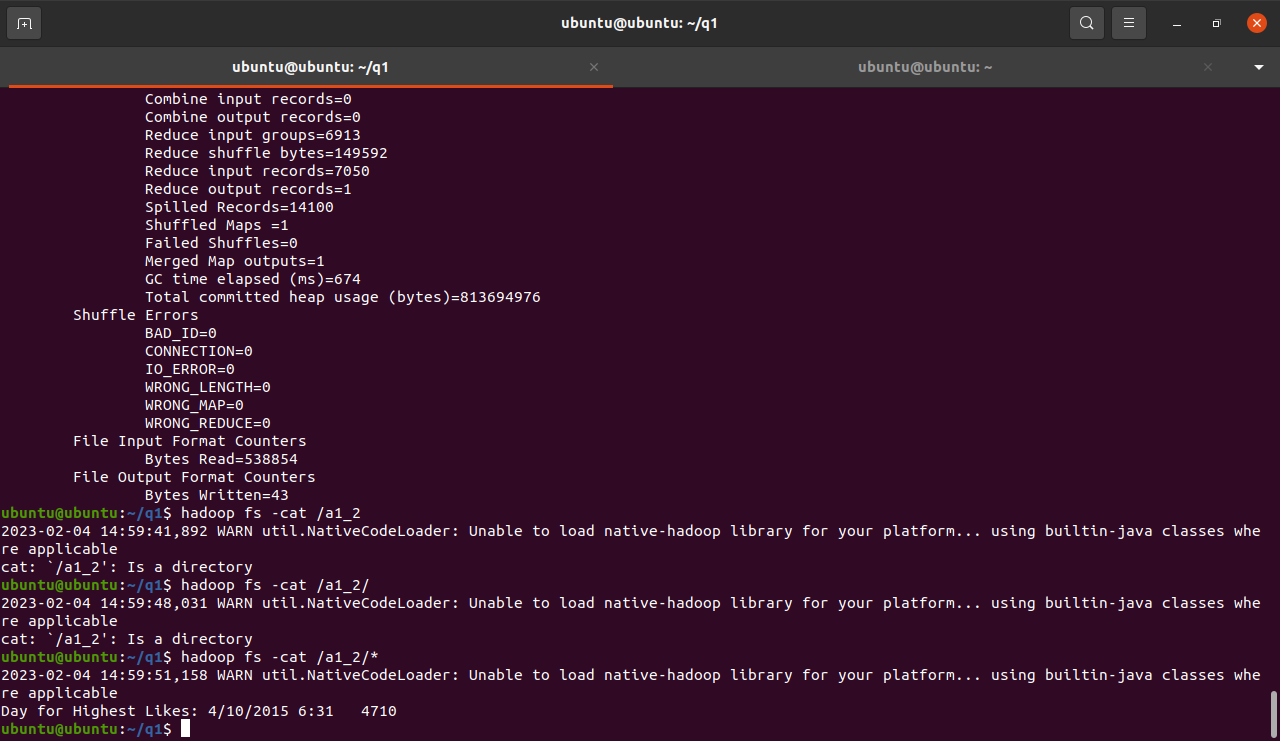 ubuntu@ubuntu: ~/q1
ubuntu@ubuntu: ~/q1
ubuntu@ubuntu: ~
Combine input records=0
Combine output records=0
Reduce input groups=6913
Reduce shuffle bytes=149592
Reduce input records=7050
Reduce output records=1
Spilled Records=14100
Shuffled Maps =1
Failed Shuffles=0
Merged Map outputs=1
GC time elapsed (ms)=674
Total committed heap usage (bytes)=813694976
Shuffle Errors
BAD_ID=0
CONNECTION=0
IO_ERROR=0
WRONG_LENGTH=0
WRONG_MAP=0
WRONG_REDUCE=0
File Input Format Counters
Bytes Read=538854
File Output Format Counters
Bytes Written=43
ubuntu@ubuntu:~/q1$ hadoop fs -cat /a1_2
2023-02-04 14:59:41,892 WARN util.NativeCodeLoader: Unable to load native-hadoop library for your platform... using builtin-java classes whe
re applicable
cat: `/a1_2': Is a directory
ubuntu@ubuntu:~/q1$ hadoop fs -cat /a1_2/
2023-02-04 14:59:48,031 WARN util.NativeCodeLoader: Unable to load native-hadoop library for your platform... using builtin-java classes whe
re applicable
cat: `/a1_2': Is a directory
ubuntu@ubuntu:~/q1$ hadoop fs -cat /a1_2/*
2023-02-04 14:59:51,158 WARN util.NativeCodeLoader: Unable to load native-hadoop library for your platform... using builtin-java classes whe
re applicable
Day for Highest Likes: 4/10/2015 6:31   4710
ubuntu@ubuntu:~/q1$